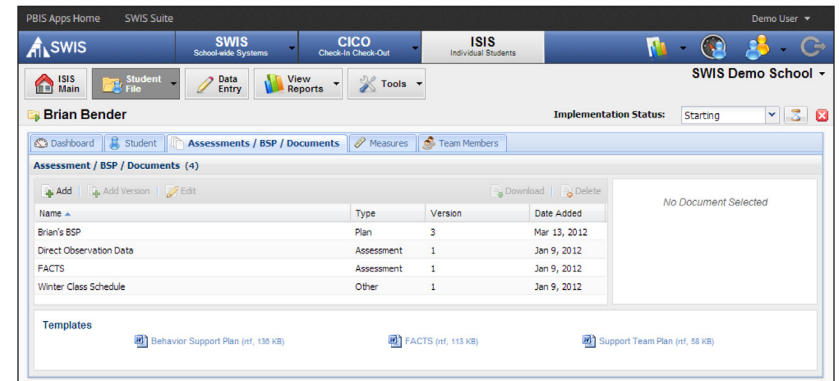 PBIS Apps Home SWIS Suite Demo User
SWIS SWIS CICO ISIS
School-wide Systems Check-In Check-Out Individual Students
ISIS Main Student File Data Entry View Reports Tools SWIS Demo School
Brian Bender Implementation Status: Starting
Dashboard Student Assessments / BSP / Documents Measures Team Members
Assessment / BSP / Documents (4)
Add Add Version Edit Download Delete
No Document Selected
Name Type Version Date Added
Brian's BSP Plan 3 Mar 13, 2012
Direct Observation Data Assessment 1 Jan 9, 2012
FACTS Assessment 1 Jan 9, 2012
Winter Class Schedule Other 1 Jan 9, 2012
Templates
Behavior Support Plan (rtf, 136 KB) FACTS (rtf, 113 KB) Support Team Plan (rtf, 58 KB)